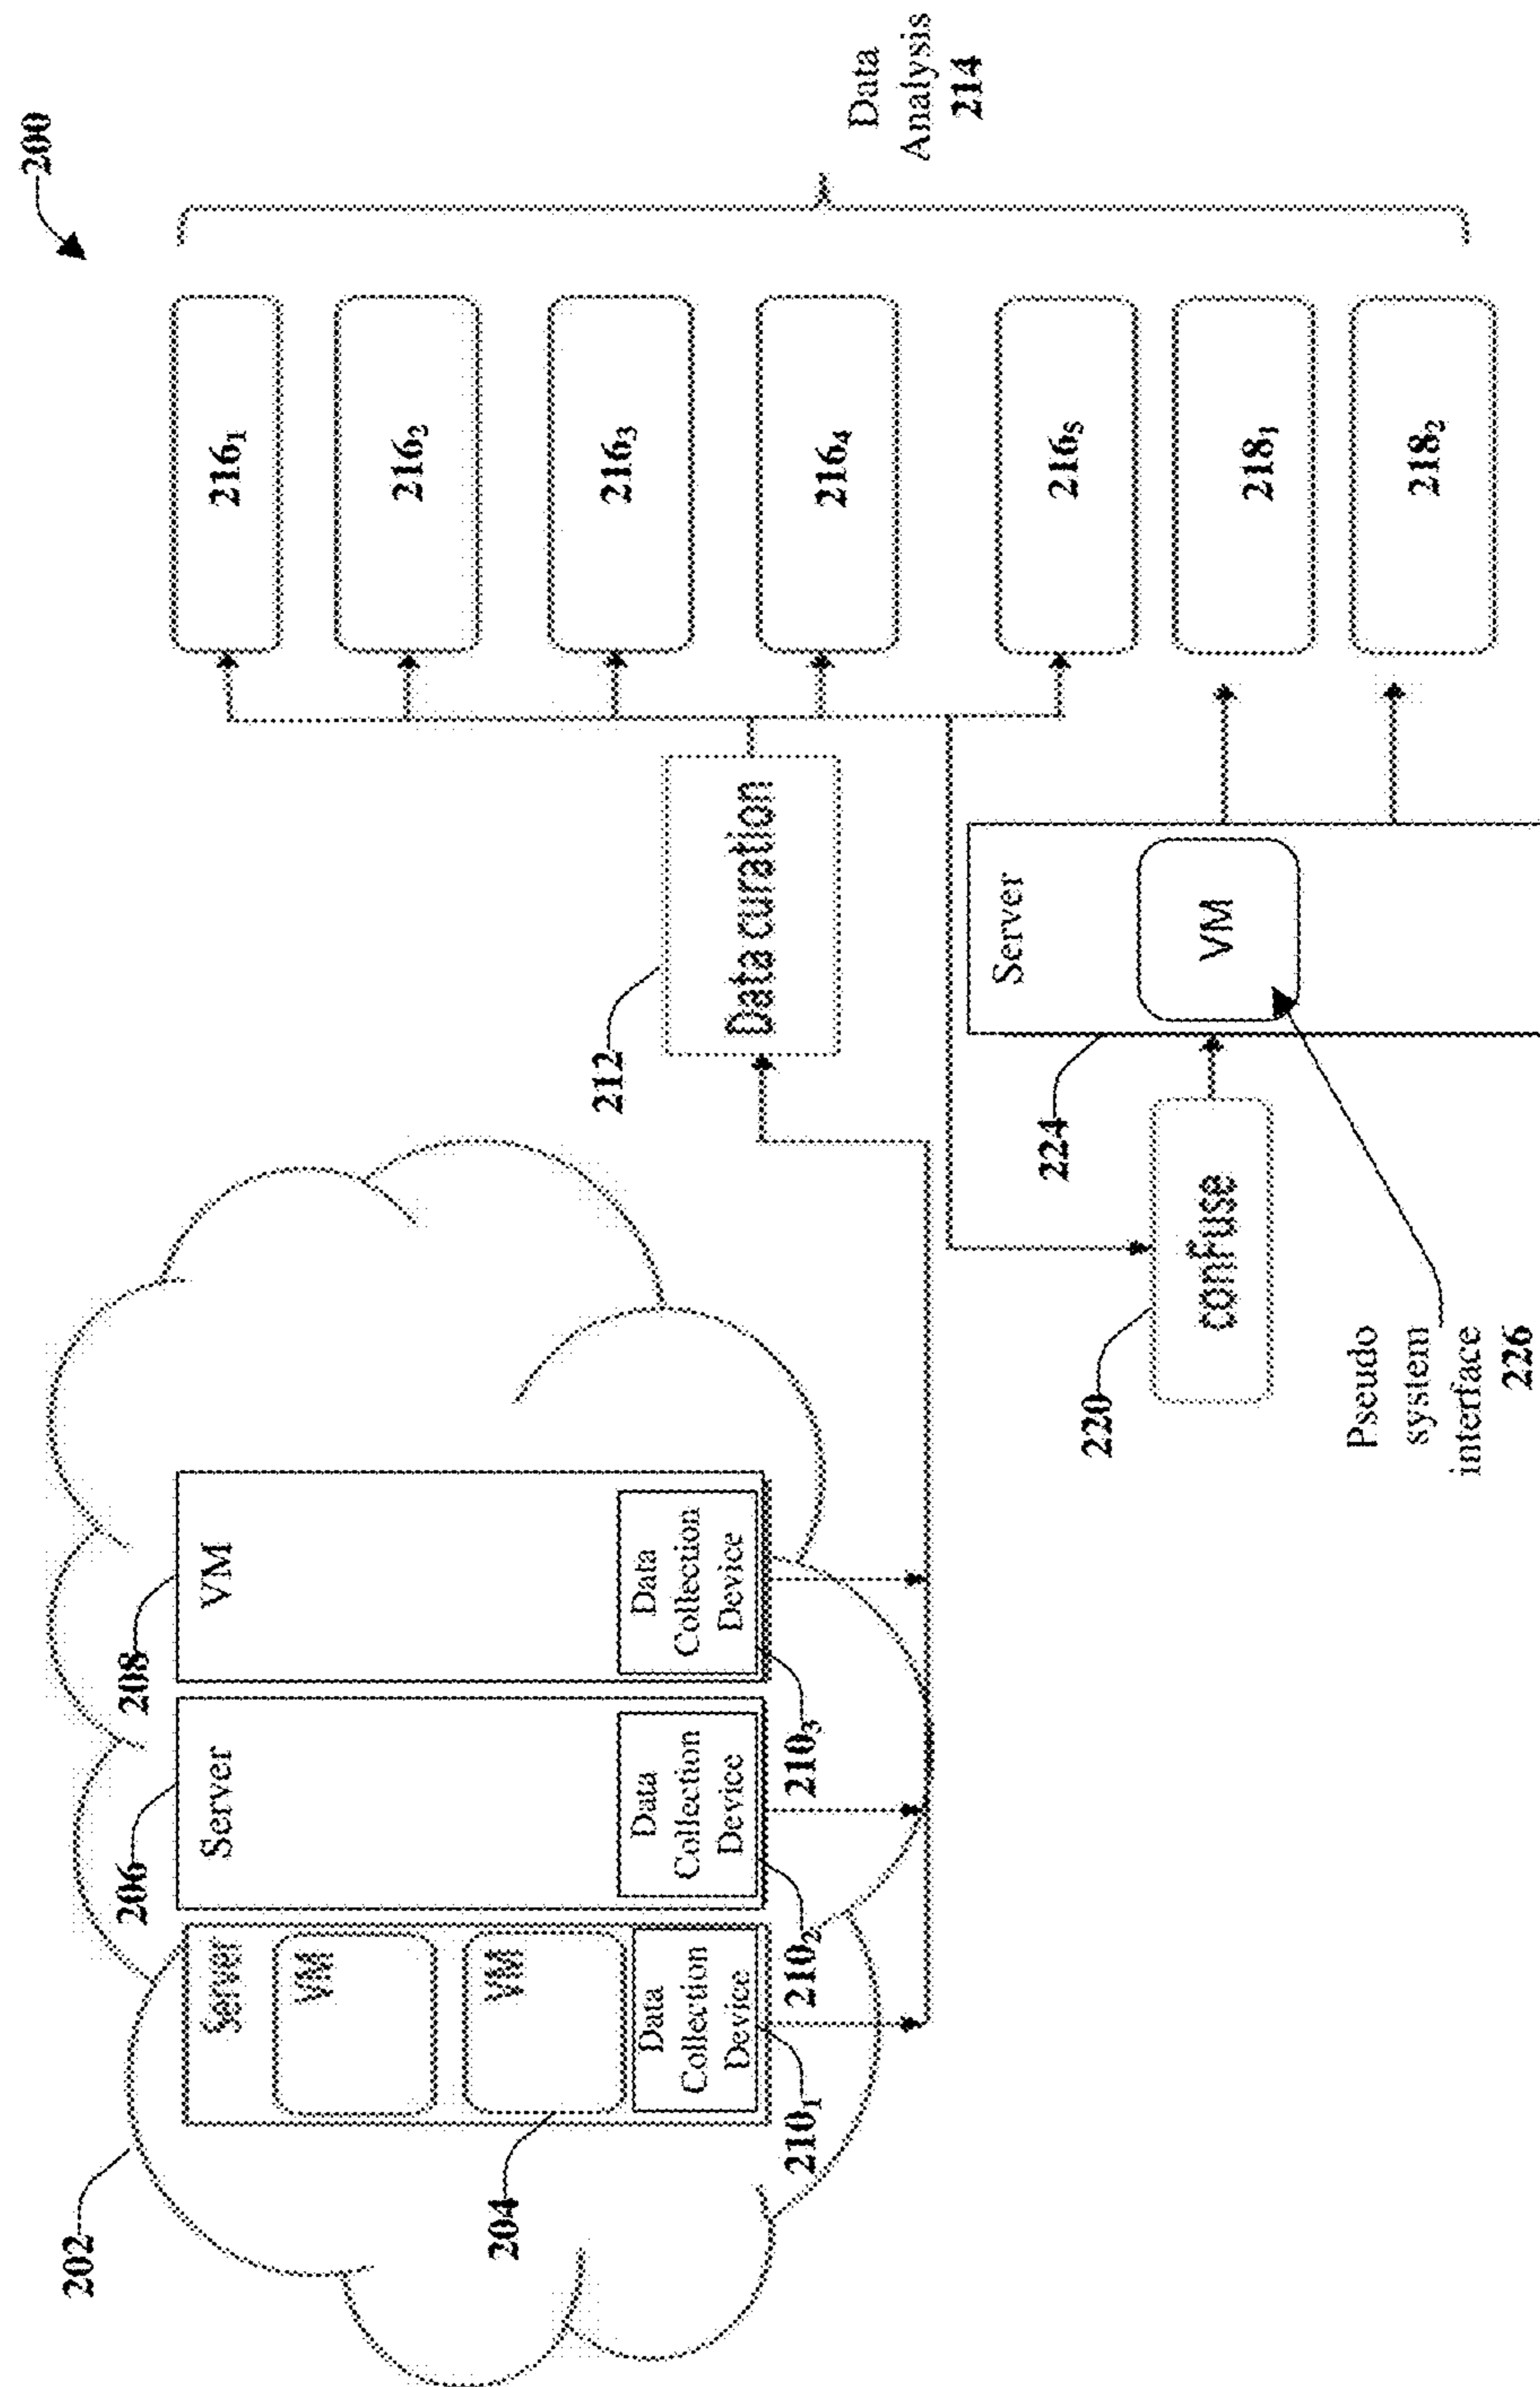 200
202
204
206
208
Server
VM
VM
Data
Collection
Device
210₁
Server
Data
Collection
Device
210₂
VM
Data
Collection
Device
210₃
212
Data curation
216₁
216₂
216₃
216₄
216₅
218₁
218₂
Data
Analysis
214
220
confuse
224
Server
VM
Pseudo
system
interface
226